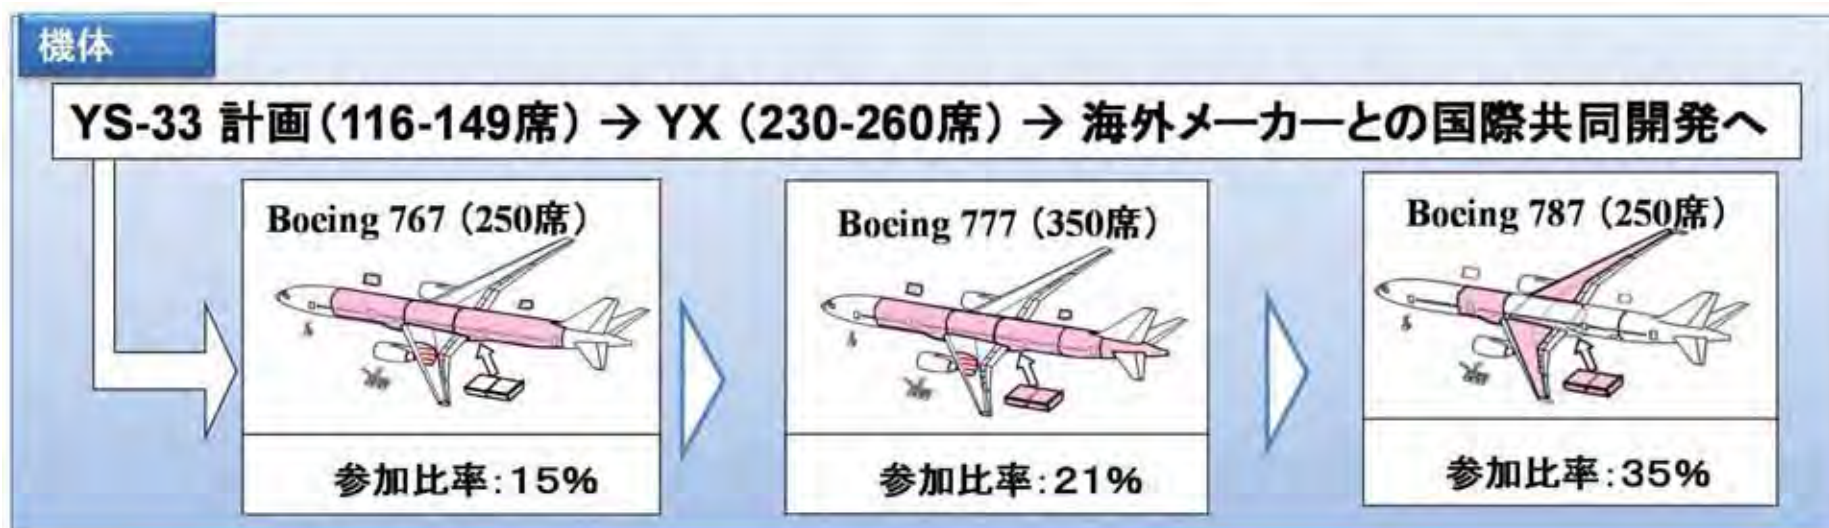 機体
YS-33 計画(116-149席) → YX (230-260席) → 海外メーカーとの国際共同開発へ
Boeing 767 (250席)
参加比率:15%
Boeing 777 (350席)
参加比率:21%
Boeing 787 (250席)
参加比率:35%